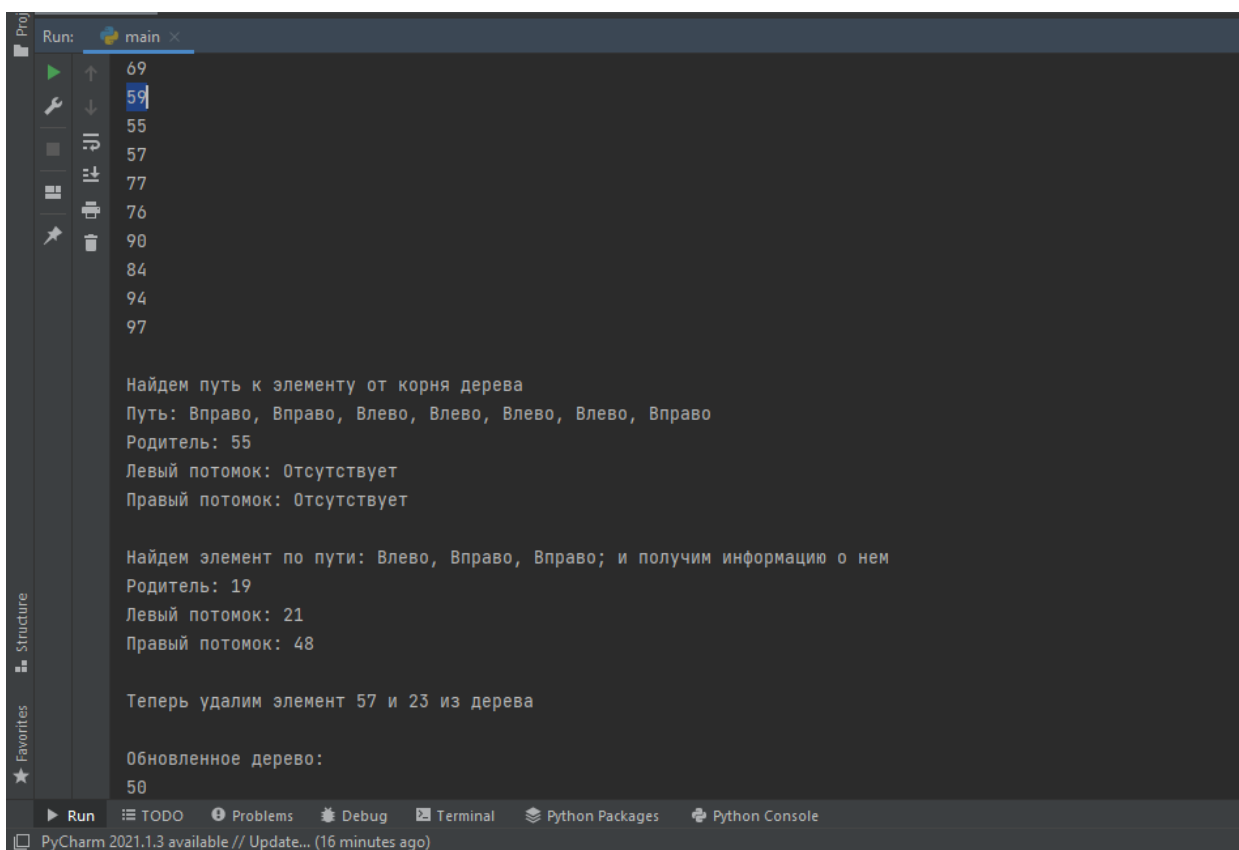 Proj
Run: main
69
59
55
57
77
76
90
84
94
97
Найдем путь к элементу от корня дерева
Путь: Вправо, Вправо, Влево, Влево, Влево, Влево, Вправо
Родитель: 55
Левый потомок: Отсутствует
Правый потомок: Отсутствует
Найдем элемент по пути: Влево, Вправо, Вправо; и получим информацию о нем
Родитель: 19
Левый потомок: 21
Правый потомок: 48
Теперь удалим элемент 57 и 23 из дерева
Обновленное дерево:
50
Structure
Favorites
Run TODO Problems Debug Terminal Python Packages Python Console
PyCharm 2021.1.3 available // Update... (16 minutes ago)